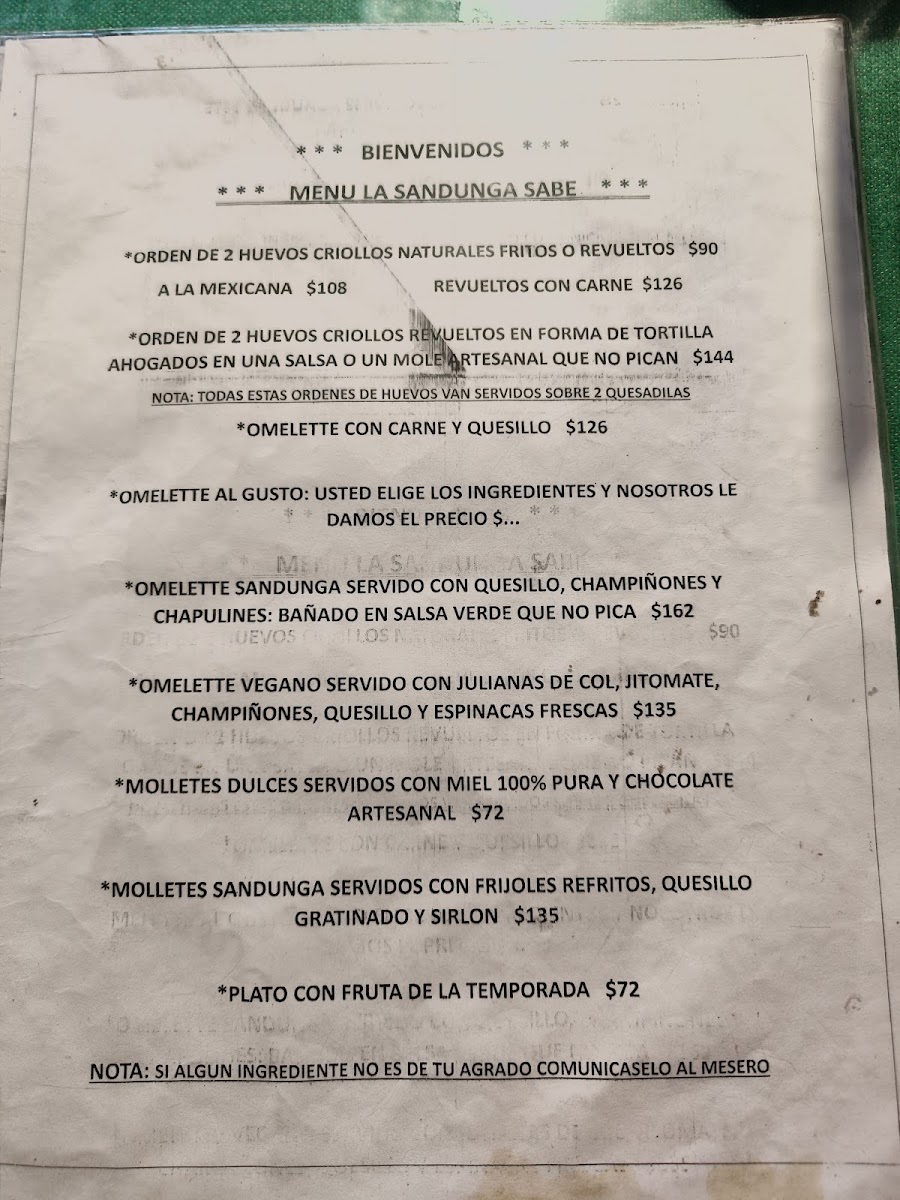 * * * BIENVENIDOS * * *
* * * MENU LA SANDUNGA SABE * * *
*ORDEN DE 2 HUEVOS CRIOLLOS NATURALES FRITOS O REVUELTOS $90
A LA MEXICANA $108 REVUELTOS CON CARNE $126
*ORDEN DE 2 HUEVOS CRIOLLOS REVUELTOS EN FORMA DE TORTILLA
AHOGADOS EN UNA SALSA O UN MOLE ARTESANAL QUE NO PICAN $144
NOTA: TODAS ESTAS ORDENES DE HUEVOS VAN SERVIDOS SOBRE 2 QUESADILAS
*OMELETTE CON CARNE Y QUESILLO $126
*OMELETTE AL GUSTO: USTED ELIGE LOS INGREDIENTES Y NOSOTROS LE
DAMOS EL PRECIO $...
*OMELETTE SANDUNGA SERVIDO CON QUESILLO, CHAMPIÑONES Y
CHAPULINES: BAÑADO EN SALSA VERDE QUE NO PICA $162
*OMELETTE VEGANO SERVIDO CON JULIANAS DE COL, JITOMATE,
CHAMPIÑONES, QUESILLO Y ESPINACAS FRESCAS $135
*MOLLETES DULCES SERVIDOS CON MIEL 100% PURA Y CHOCOLATE
ARTESANAL $72
*MOLLETES SANDUNGA SERVIDOS CON FRIJOLES REFRITOS, QUESILLO
GRATINADO Y SIRLON $135
*PLATO CON FRUTA DE LA TEMPORADA $72
NOTA: SI ALGUN INGREDIENTE NO ES DE TU AGRADO COMUNICASELO AL MESERO